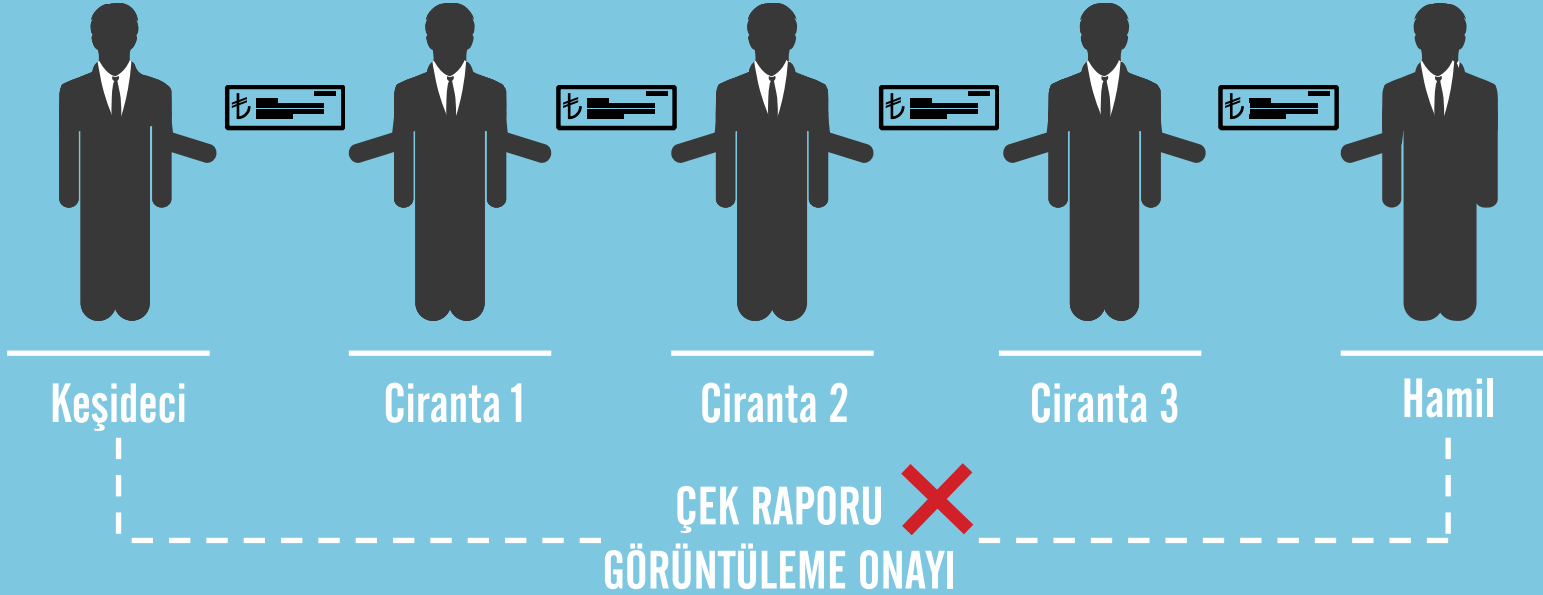 ₺
₺
₺
₺
Keşideci
Ciranta 1
Ciranta 2
Ciranta 3
Hamil
ÇEK RAPORU
GÖRÜNTÜLEME ONAYI